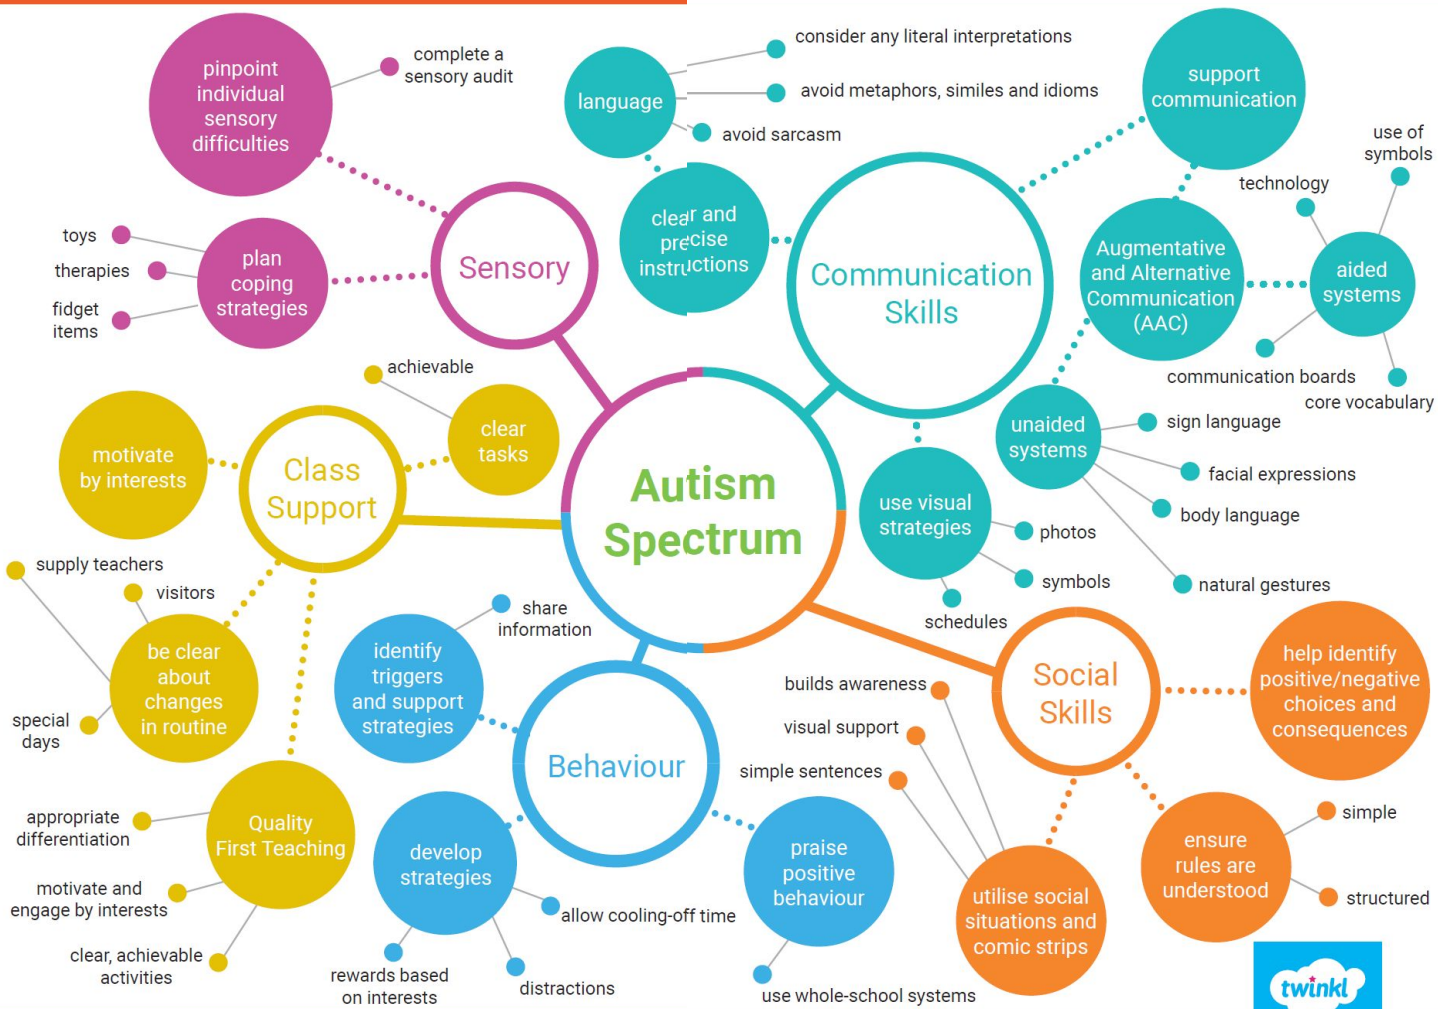 Autism
Spectrum
Sensory
pinpoint
individual
sensory
difficulties
complete a
sensory audit
plan
coping
strategies
toys
therapies
fidget
items
Communication
Skills
clear and
precise
instructions
language
consider any literal interpretations
avoid metaphors, similes and idioms
avoid sarcasm
support
communication
Augmentative
and Alternative
Communication
(AAC)
aided
systems
technology
use of
symbols
communication boards
core vocabulary
unaided
systems
sign language
facial expressions
body language
natural gestures
use visual
strategies
photos
symbols
schedules
Class
Support
clear
tasks
achievable
motivate
by interests
be clear
about
changes
in routine
supply teachers
visitors
special
days
Quality
First Teaching
appropriate
differentiation
motivate and
engage by interests
clear, achievable
activities
Behaviour
identify
triggers
and support
strategies
share
information
develop
strategies
allow cooling-off time
rewards based
on interests
distractions
praise
positive
behaviour
use whole-school systems
Social
Skills
help identify
positive/negative
choices and
consequences
ensure
rules are
understood
simple
structured
utilise social
situations and
comic strips
builds awareness
visual support
simple sentences
twinkl